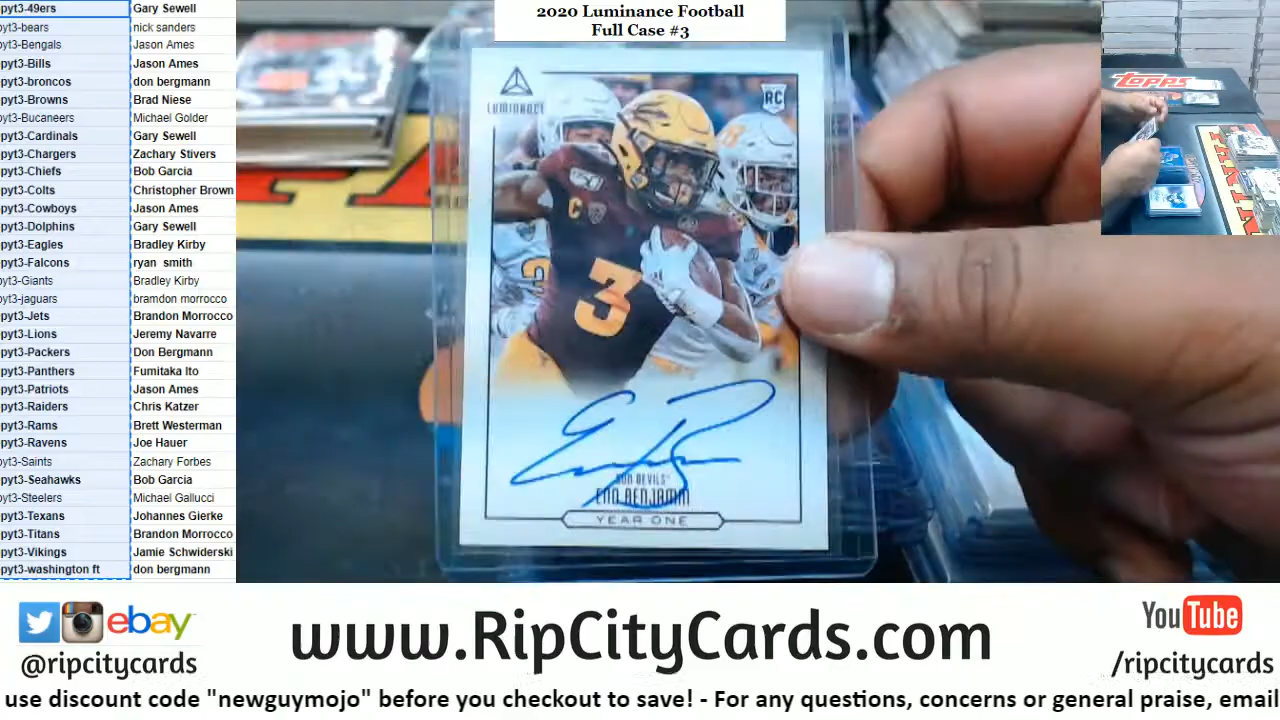 pyt3-49ers Gary Sewell
pyt3-bears nick sanders
pyt3-Bengals Jason Ames
pyt3-Bills Jason Ames
pyt3-broncos don bergmann
pyt3-Browns Brad Niese
pyt3-Bucaneers Michael Golder
pyt3-Cardinals Gary Sewell
pyt3-Chargers Zachary Stivers
pyt3-Chiefs Bob Garcia
pyt3-Colts Christopher Brown
pyt3-Cowboys Jason Ames
pyt3-Dolphins Gary Sewell
pyt3-Eagles Bradley Kirby
pyt3-Falcons ryan smith
pyt3-Giants Bradley Kirby
pyt3-jaguars bramdon morrocco
pyt3-Jets Brandon Morrocco
pyt3-Lions Jeremy Navarre
pyt3-Packers Don Bergmann
pyt3-Panthers Fumitaka Ito
pyt3-Patriots Jason Ames
pyt3-Raiders Chris Katzer
pyt3-Rams Brett Westerman
pyt3-Ravens Joe Hauer
pyt3-Saints Zachary Forbes
pyt3-Seahawks Bob Garcia
pyt3-Steelers Michael Gallucci
pyt3-Texans Johannes Gierke
pyt3-Titans Brandon Morrocco
pyt3-Vikings Jamie Schwiderski
pyt3-washington ft don bergmann
2020 Luminance Football
Full Case #3
LUMINANCE
RC
150
C
3
SUN DEVILS
ENO BENJAMIN
YEAR ONE
Topps
ebay
@ripcitycards
www.RipCityCards.com
YouTube
/ripcitycards
use discount code "newguymojo" before you checkout to save! - For any questions, concerns or general praise, email